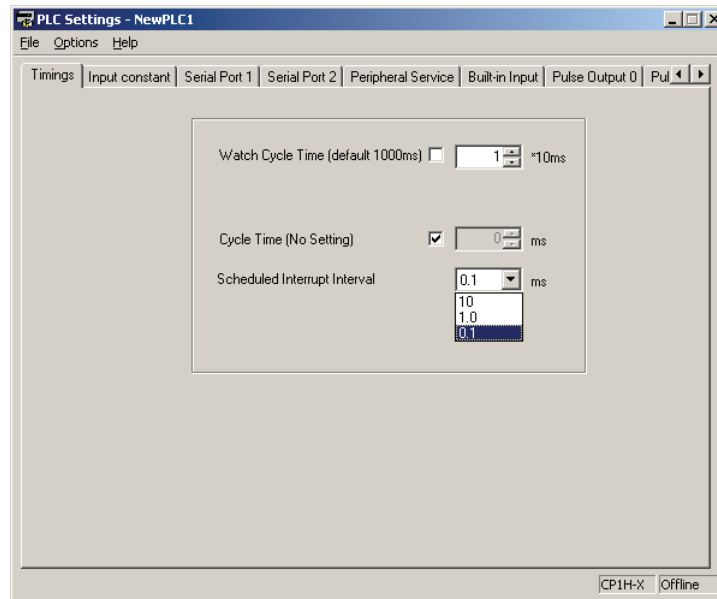 PLC Settings - NewPLC1
File Options Help
Timings Input constant Serial Port 1 Serial Port 2 Peripheral Service Built-in Input Pulse Output 0 Pul
Watch Cycle Time (default 1000ms) 1 *10ms
Cycle Time (No Setting) 0 ms
Scheduled Interrupt Interval 0.1 ms
10
1.0
0.1
CP1H-X Offline